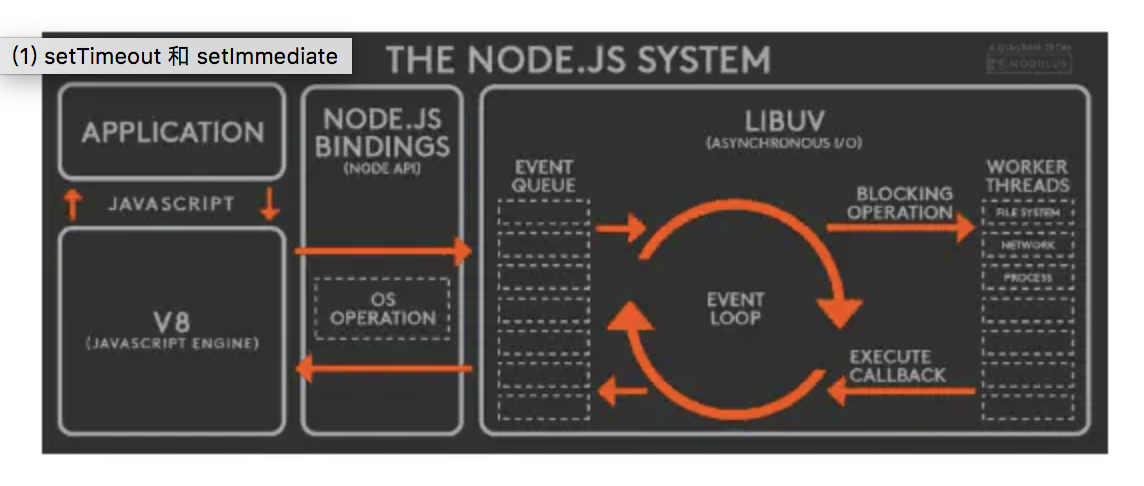 (1) setTimeout 和 setImmediate
THE NODE.JS SYSTEM
A DIAGRAM FROM
MODULUS
APPLICATION
JAVASCRIPT
V8
(JAVASCRIPT ENGINE)
NODE.JS
BINDINGS
(NODE API)
OS
OPERATION
LIBUV
(ASYNCHRONOUS I/O)
EVENT
QUEUE
EVENT
LOOP
BLOCKING
OPERATION
EXECUTE
CALLBACK
WORKER
THREADS
FILE SYSTEM
NETWORK
PROCESS